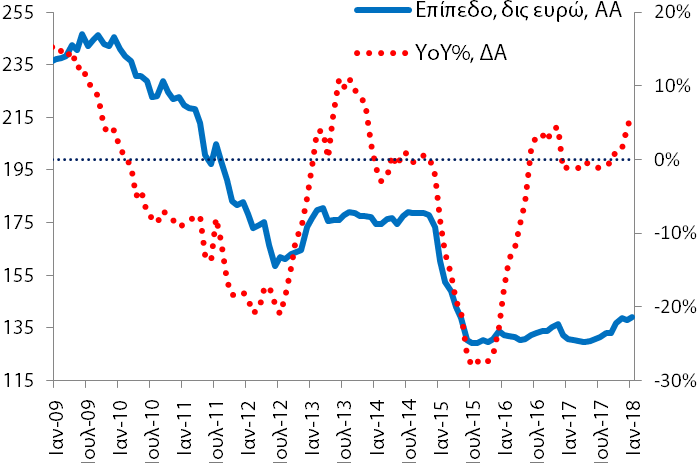 Επίπεδο, δις ευρώ, ΑΑ
YoY%, ΔΑ
255
235
215
195
175
155
135
115
20%
10%
0%
-10%
-20%
-30%
Ιαν-09
Ιουλ-09
Ιαν-10
Ιουλ-10
Ιαν-11
Ιουλ-11
Ιαν-12
Ιουλ-12
Ιαν-13
Ιουλ-13
Ιαν-14
Ιουλ-14
Ιαν-15
Ιουλ-15
Ιαν-16
Ιουλ-16
Ιαν-17
Ιουλ-17
Ιαν-18